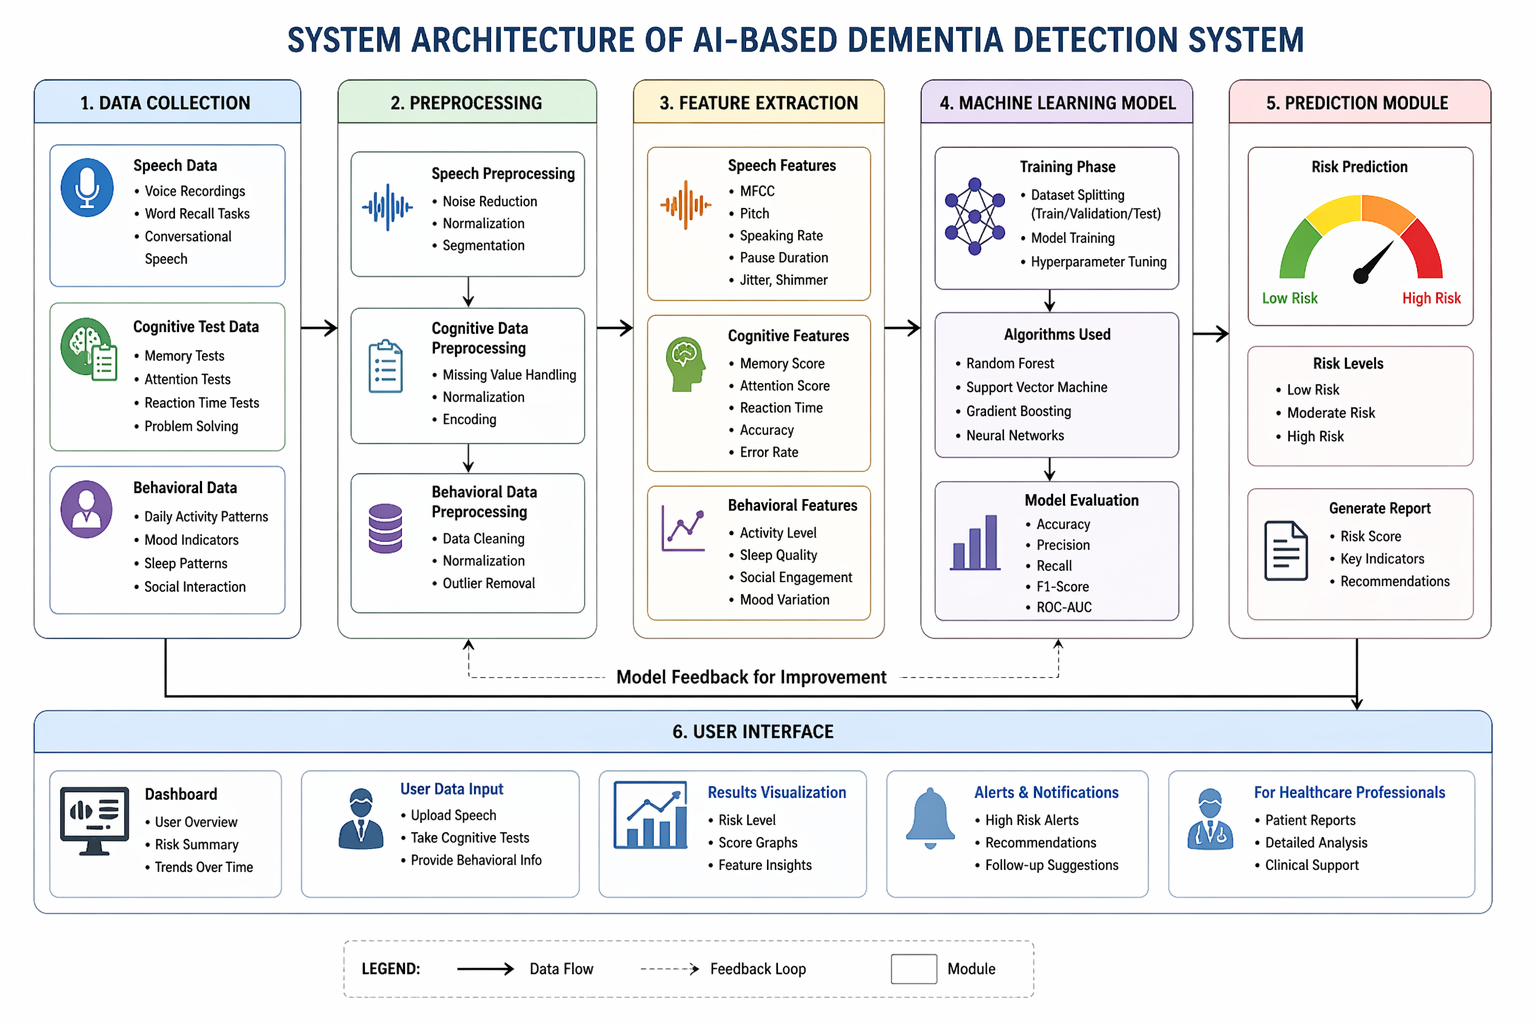 SYSTEM ARCHITECTURE OF AI-BASED DEMENTIA DETECTION SYSTEM
1. DATA COLLECTION
Speech Data
• Voice Recordings
• Word Recall Tasks
• Conversational
Speech
Cognitive Test Data
• Memory Tests
• Attention Tests
• Reaction Time Tests
• Problem Solving
Behavioral Data
• Daily Activity Patterns
• Mood Indicators
• Sleep Patterns
• Social Interaction
2. PREPROCESSING
Speech Preprocessing
• Noise Reduction
• Normalization
• Segmentation
Cognitive Data
Preprocessing
• Missing Value Handling
• Normalization
• Encoding
Behavioral Data
Preprocessing
• Data Cleaning
• Normalization
• Outlier Removal
3. FEATURE EXTRACTION
Speech Features
• MFCC
• Pitch
• Speaking Rate
• Pause Duration
• Jitter, Shimmer
Cognitive Features
• Memory Score
• Attention Score
• Reaction Time
• Accuracy
• Error Rate
Behavioral Features
• Activity Level
• Sleep Quality
• Social Engagement
• Mood Variation
4. MACHINE LEARNING MODEL
Training Phase
• Dataset Splitting
(Train/Validation/Test)
• Model Training
• Hyperparameter Tuning
Algorithms Used
• Random Forest
• Support Vector Machine
• Gradient Boosting
• Neural Networks
Model Evaluation
• Accuracy
• Precision
• Recall
• F1-Score
• ROC-AUC
5. PREDICTION MODULE
Risk Prediction
Low Risk
High Risk
Risk Levels
• Low Risk
• Moderate Risk
• High Risk
Generate Report
• Risk Score
• Key Indicators
• Recommendations
Model Feedback for Improvement
6. USER INTERFACE
Dashboard
• User Overview
• Risk Summary
• Trends Over Time
User Data Input
• Upload Speech
• Take Cognitive Tests
• Provide Behavioral Info
Results Visualization
• Risk Level
• Score Graphs
• Feature Insights
Alerts & Notifications
• High Risk Alerts
• Recommendations
• Follow-up Suggestions
For Healthcare Professionals
• Patient Reports
• Detailed Analysis
• Clinical Support
LEGEND:
Data Flow
Feedback Loop
Module